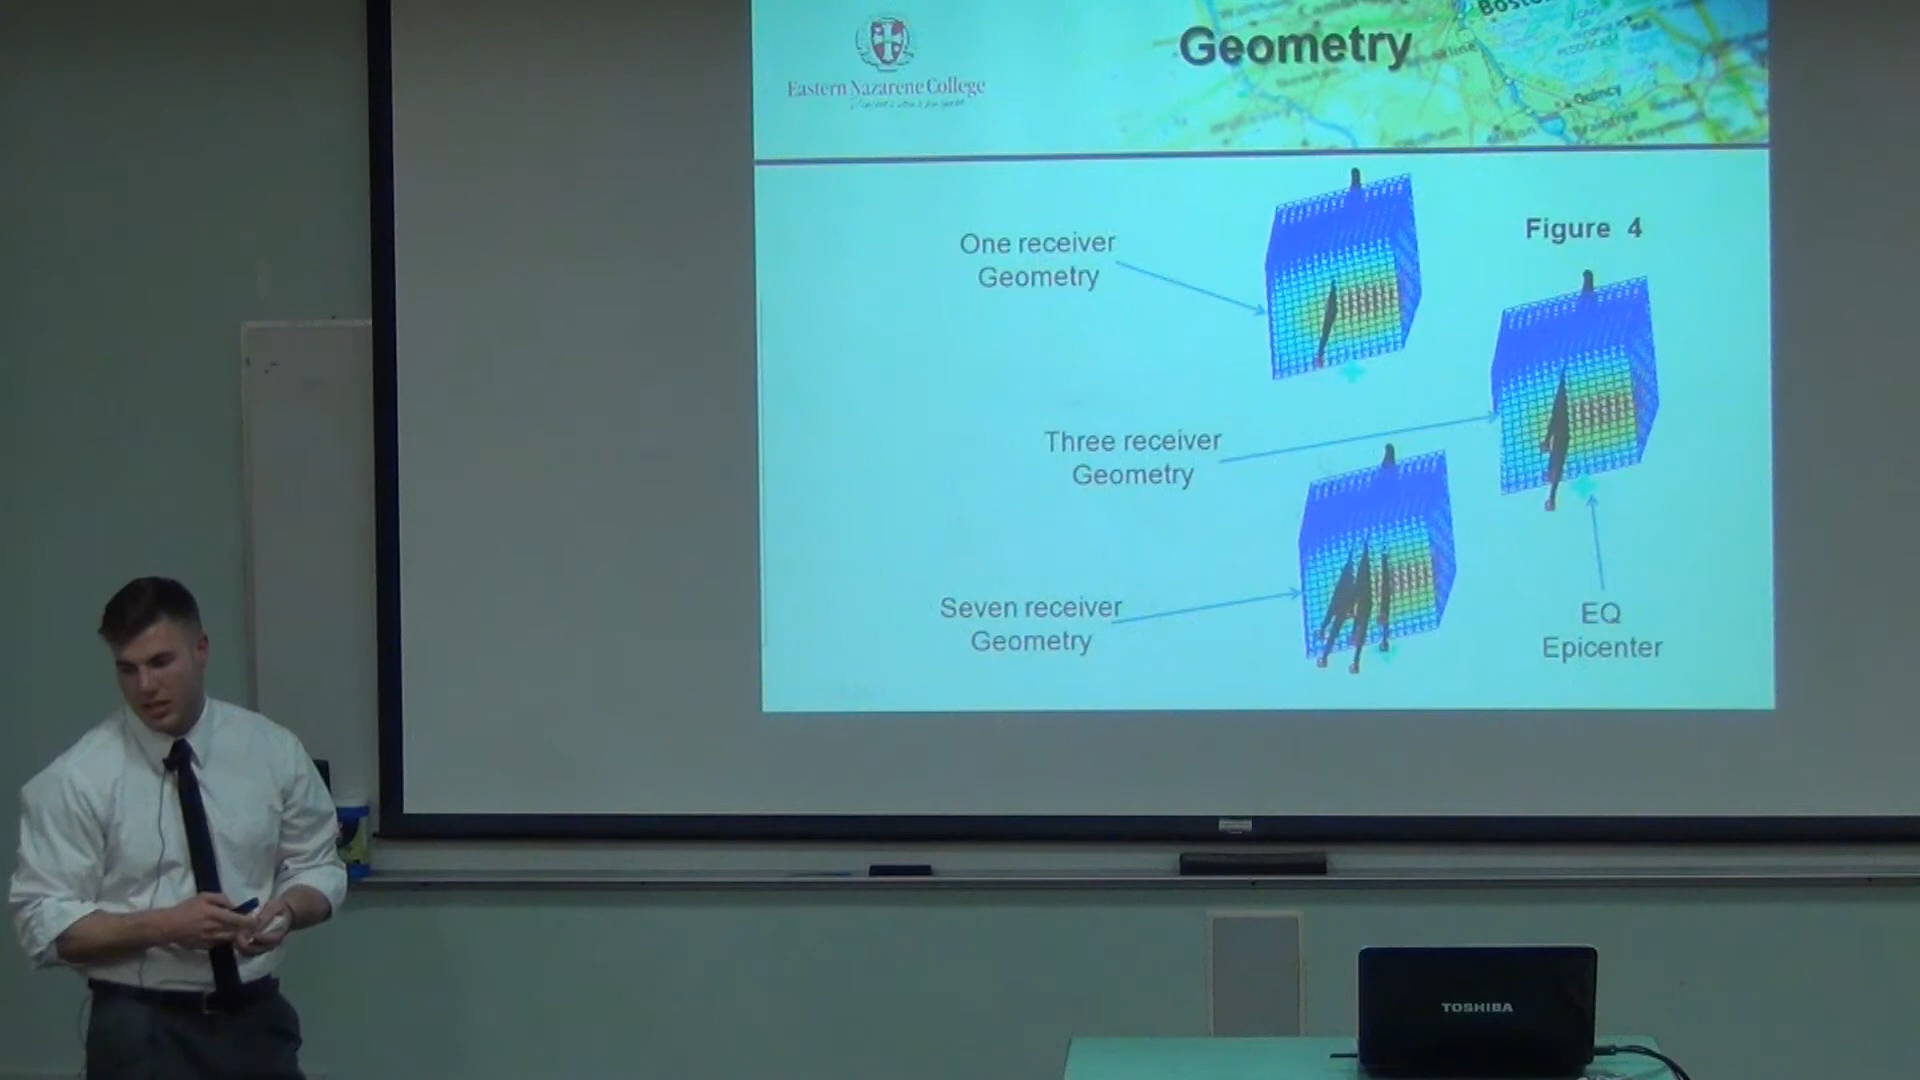 Eastern Nazarene College
Geometry
Boston
Quincy
Braintree
One receiver
Geometry
Figure 4
Three receiver
Geometry
Seven receiver
Geometry
EQ
Epicenter
TOSHIBA